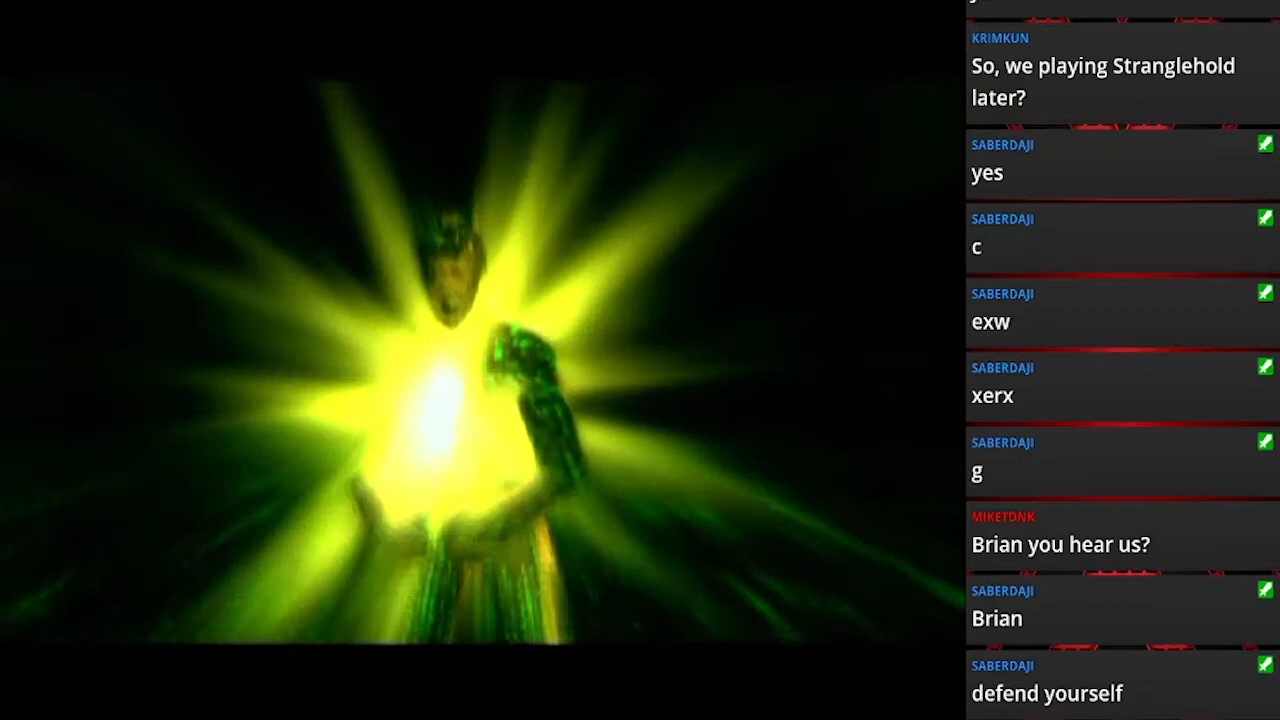 KRIMKUN
So, we playing Stranglehold
later?
SABERDAJI
yes
SABERDAJI
c
SABERDAJI
exw
SABERDAJI
xerx
SABERDAJI
g
MIKETDNK
Brian you hear us?
SABERDAJI
Brian
SABERDAJI
defend yourself